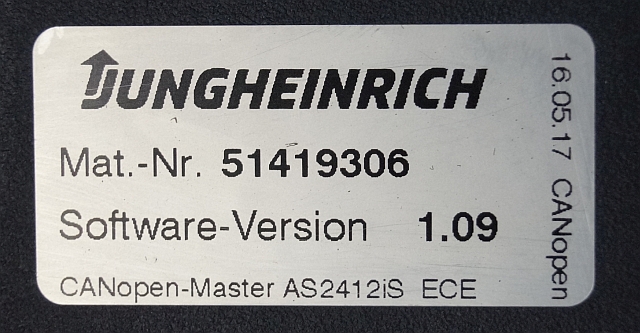 JUNGHEINRICH
Mat.-Nr. 51419306
Software-Version 1.09
CANopen-Master AS2412iS ECE
16.05.17 CANopen